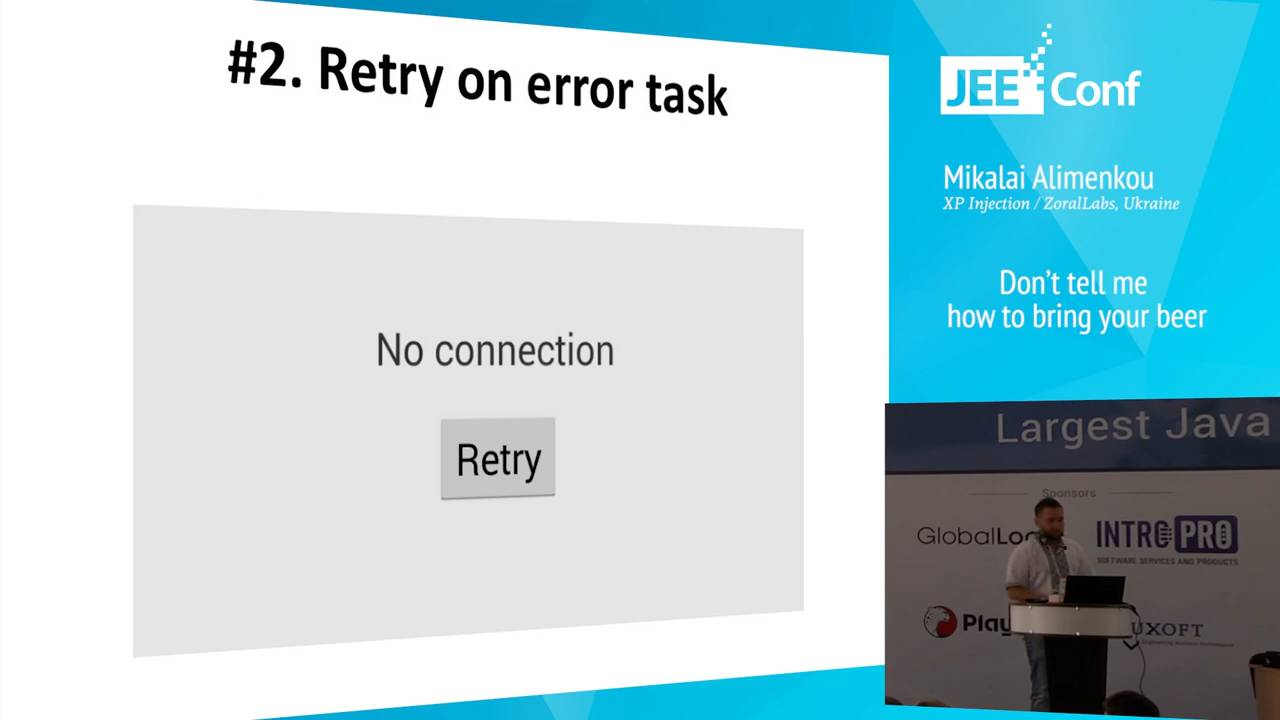 #2. Retry on error task
No connection
Retry
JEE Conf
Mikalai Alimenkou
XP Injection / ZoralLabs, Ukraine
Don't tell me
how to bring your beer
Largest Java
Sponsors
INTRO PRO
SOFTWARE SERVICES AND PRODUCTS